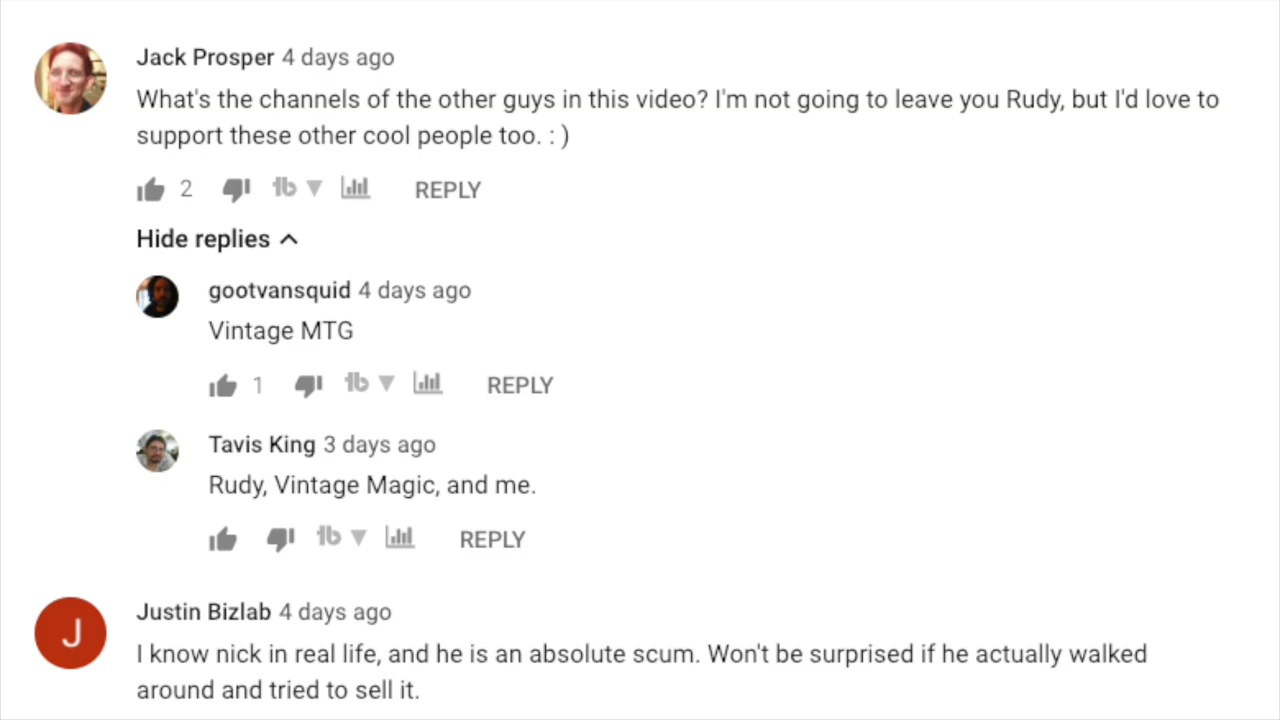 Jack Prosper 4 days ago
What's the channels of the other guys in this video? I'm not going to leave you Rudy, but I'd love to
support these other cool people too. : )
2 tb REPLY
Hide replies
gootvansquid 4 days ago
Vintage MTG
1 tb REPLY
Tavis King 3 days ago
Rudy, Vintage Magic, and me.
tb REPLY
J
Justin Bizlab 4 days ago
I know nick in real life, and he is an absolute scum. Won't be surprised if he actually walked
around and tried to sell it.